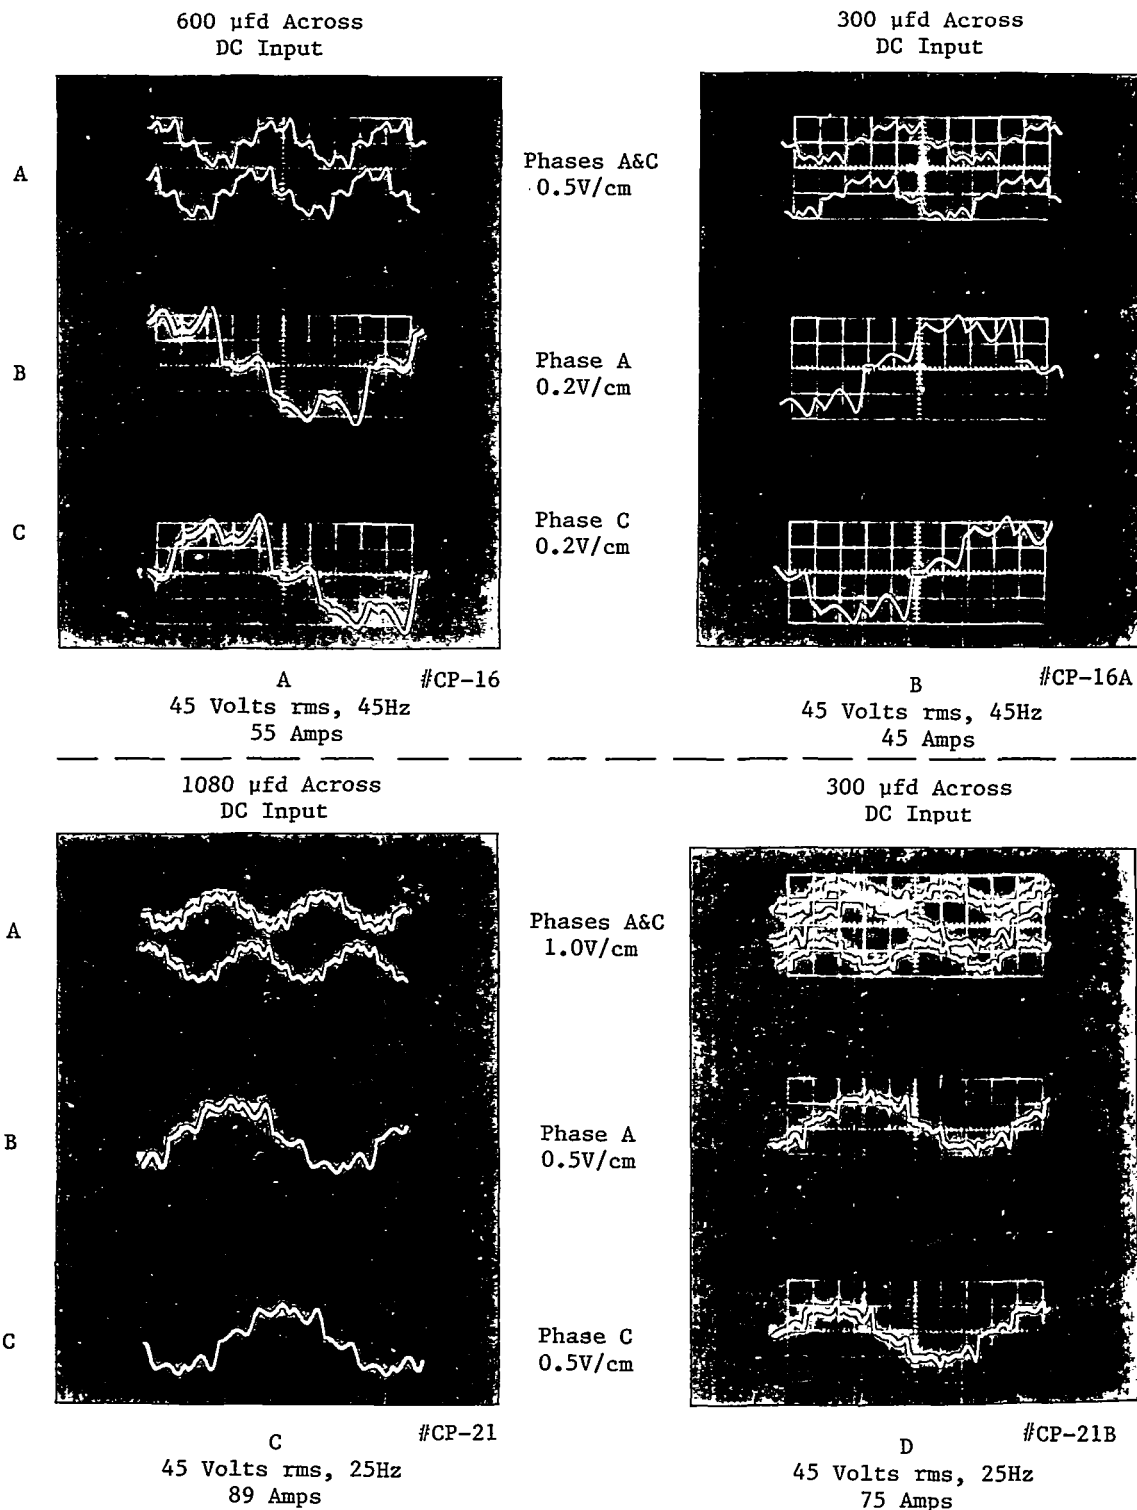 600 µfd Across
DC Input
300 µfd Across
DC Input
A
Phases A&C
0.5V/cm
B
Phase A
0.2V/cm
C
Phase C
0.2V/cm
A
#CP-16
45 Volts rms, 45Hz
55 Amps
B
#CP-16A
45 Volts rms, 45Hz
45 Amps
1080 µfd Across
DC Input
300 µfd Across
DC Input
A
Phases A&C
1.0V/cm
B
Phase A
0.5V/cm
C
Phase C
0.5V/cm
C
#CP-21
45 Volts rms, 25Hz
89 Amps
D
#CP-21B
45 Volts rms, 25Hz
75 Amps